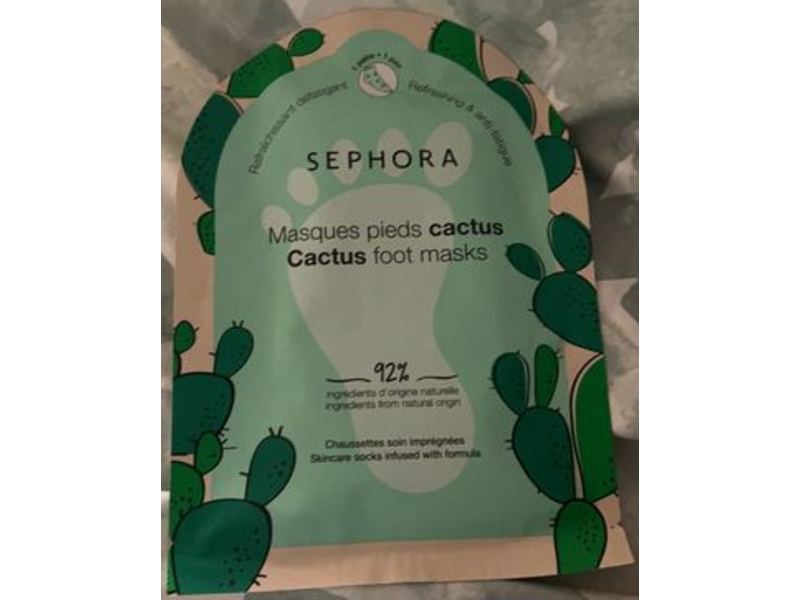 1 paire • 1 pair
Rafraîchissant défatigant
Refreshing & anti-fatigue
SEPHORA
Masques pieds cactus
Cactus foot masks
92%
ingrédients d'origine naturelle
ingredients from natural origin
Chaussettes soin imprégnées
Skincare socks infused with formula